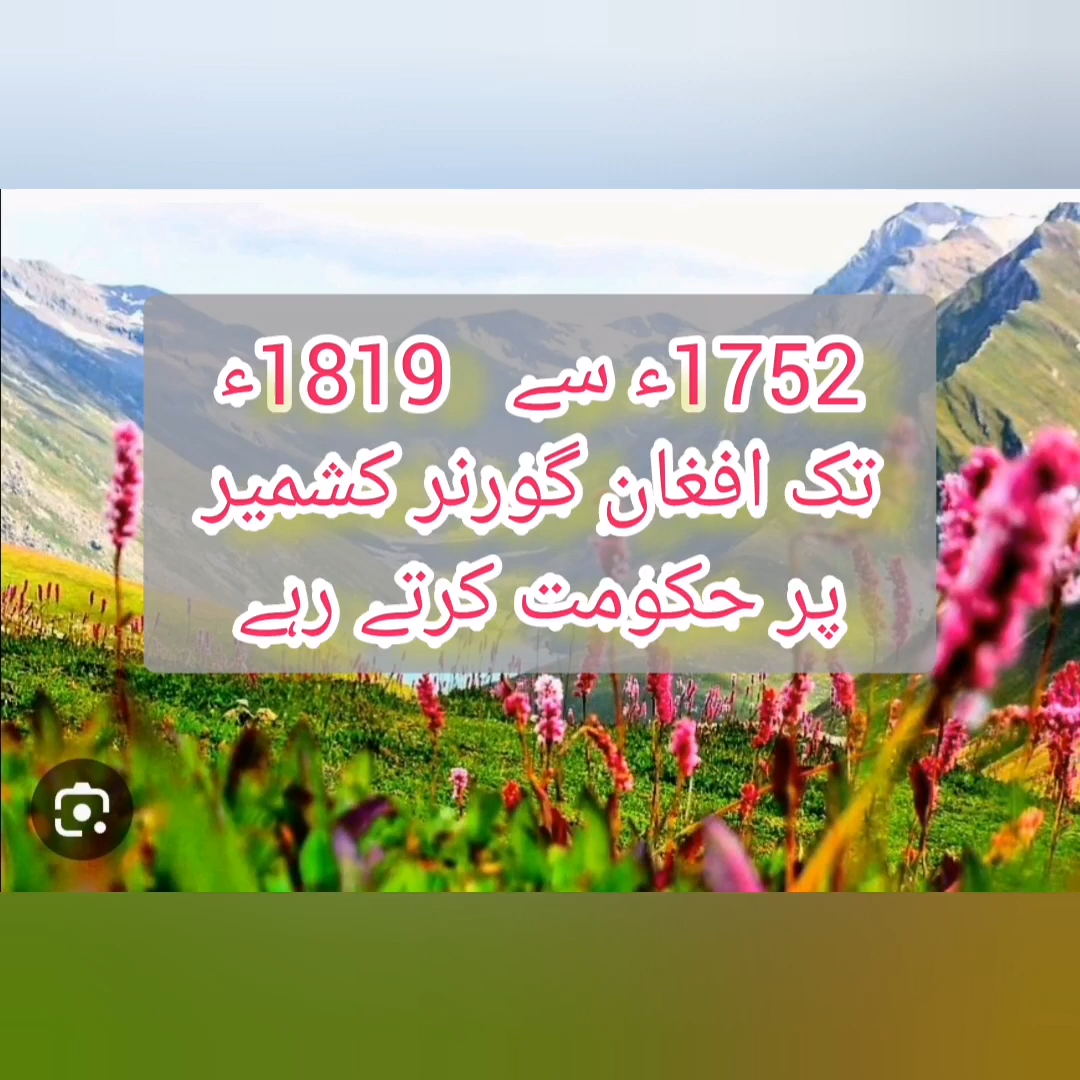 1752ء سے 1819ء
تک افغان گورنر کشمیر
پر حکومت کرتے رہے